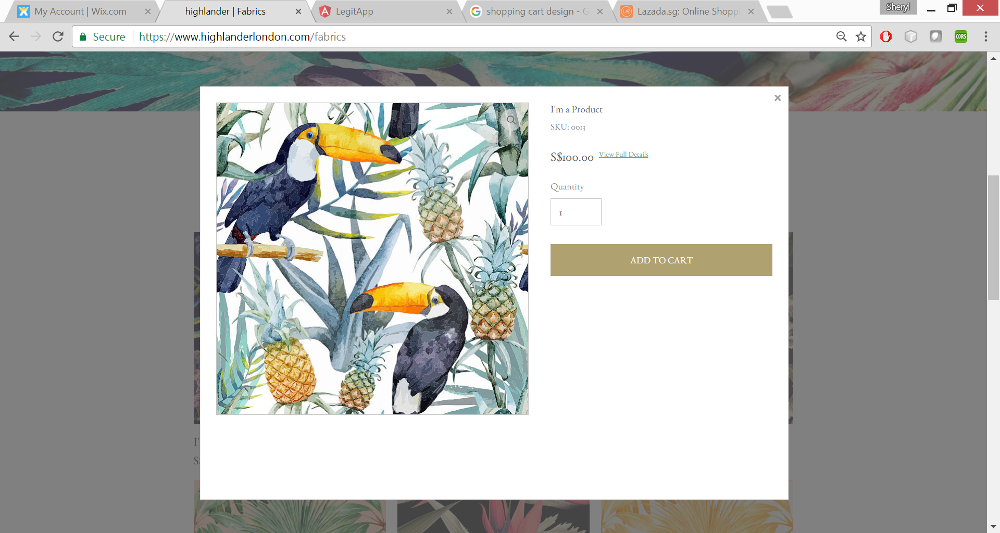 My Account | Wix.com
highlander | Fabrics
LegitApp
shopping cart design - G
Lazada.sg: Online Shopp
Sheryl
Secure
https://www.highlanderlondon.com/fabrics
CORS
I'm a Product
SKU: 0013
S$100.00 View Full Details
Quantity
1
ADD TO CART
I'
S